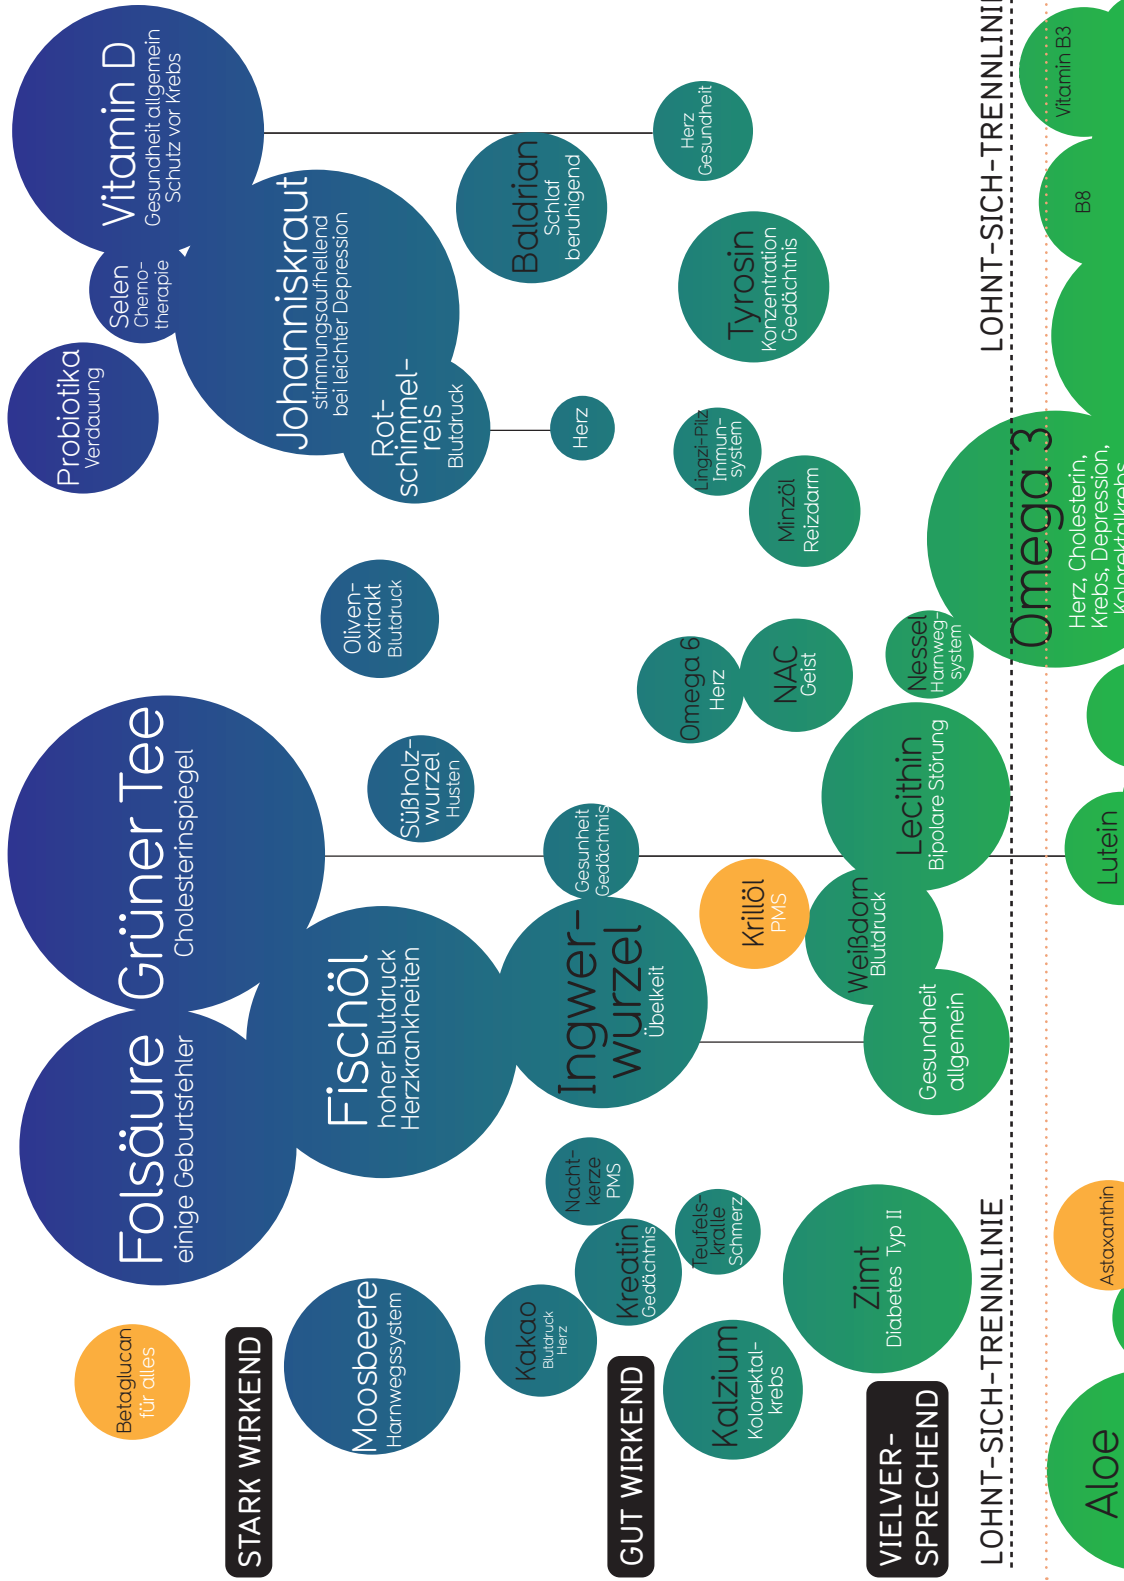 Betaglucan
für alles
Folsäure
einige Geburtsfehler
Grüner Tee
Cholesterinspiegel
Probiotika
Verdauung
Selen
Chemo-
therapie
Vitamin D
Gesundheit allgemein
Schutz vor Krebs
STARK WIRKEND
Moosbeere
Harnwegssystem
Fischöl
hoher Blutdruck
Herzkrankheiten
Süßholz-
wurzel
Husten
Oliven-
extrakt
Blutdruck
Rot-
schimmel-
reis
Blutdruck
Johanniskraut
stimmungsaufhellend
bei leichter Depression
Kakao
Blutdruck
Herz
Nacht-
kerze
PMS
Kreatin
Gedächtnis
Ingwer-
wurzel
Übelkeit
Gesunheit
Gedächtnis
Herz
Baldrian
Schlaf
beruhigend
GUT WIRKEND
Kalzium
Kolorektal-
krebs
Teufels-
kralle
Schmerz
Krillöl
PMS
Omega 6
Herz
NAC
Geist
Minzöl
Reizdarm
Lingzi-Pilz
Immun-
system
Tyrosin
Konzentration
Gedächtnis
Herz
Gesundheit
VIELVER-
SPRECHEND
Zimt
Diabetes Typ II
Gesundheit
allgemein
Weißdorn
Blutdruck
Lecithin
Bipolare Störung
Nessel
Harnweg-
system
LOHNT-SICH-TRENNLINIE
LOHNT-SICH-TRENNLINIE
Aloe
Astaxanthin
Lutein
Omega 3
Herz, Cholesterin,
Krebs, Depression,
Kolorektalkrebs
B8
Vitamin B3